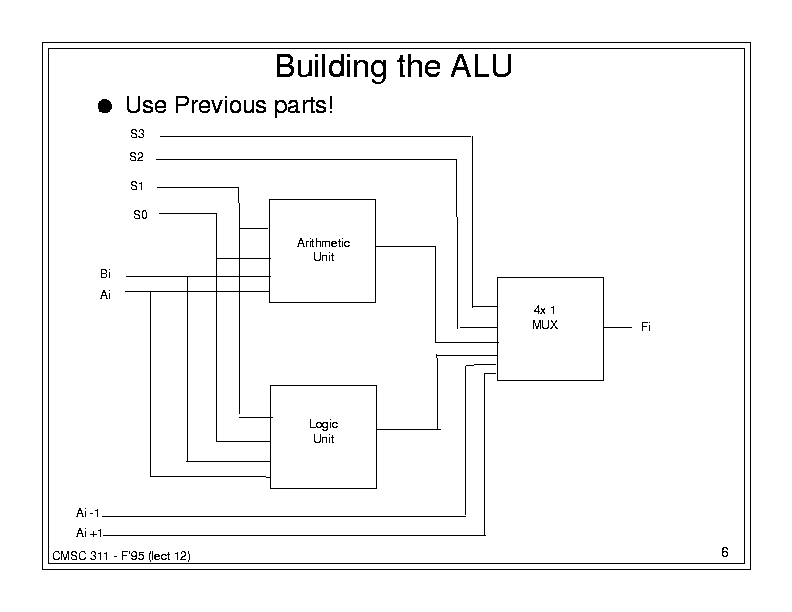 Building the ALU
● Use Previous parts!
S3
S2
S1
S0
Arithmetic
Unit
Bi
Ai
4x 1
MUX
Fi
Logic
Unit
Ai -1
Ai +1
CMSC 311 - F'95 (lect 12)
6